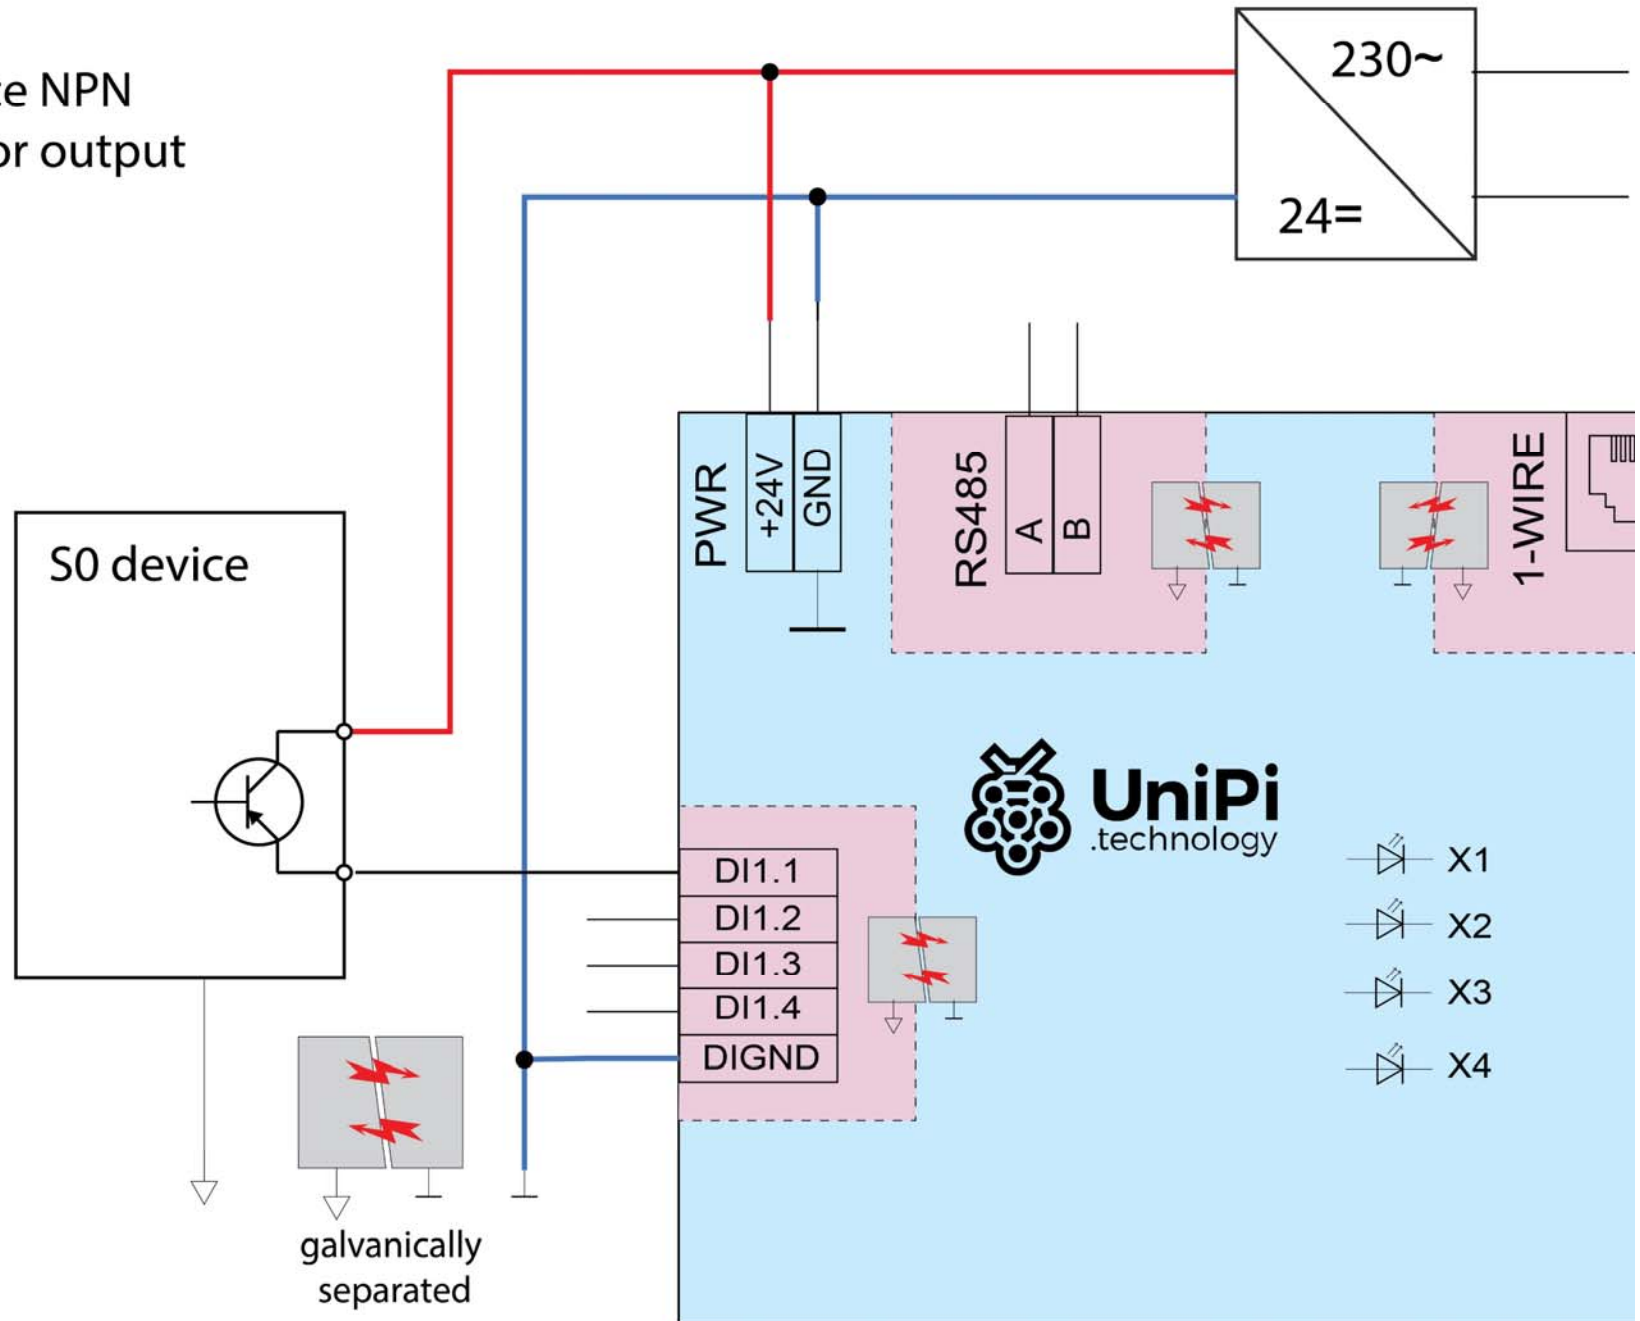 NPN
output
230~
24=
PWR
+24V
GND
RS485
A
B
1-WIRE
S0 device
UniPi
.technology
DI1.1
DI1.2
DI1.3
DI1.4
DIGND
X1
X2
X3
X4
galvanically
separated